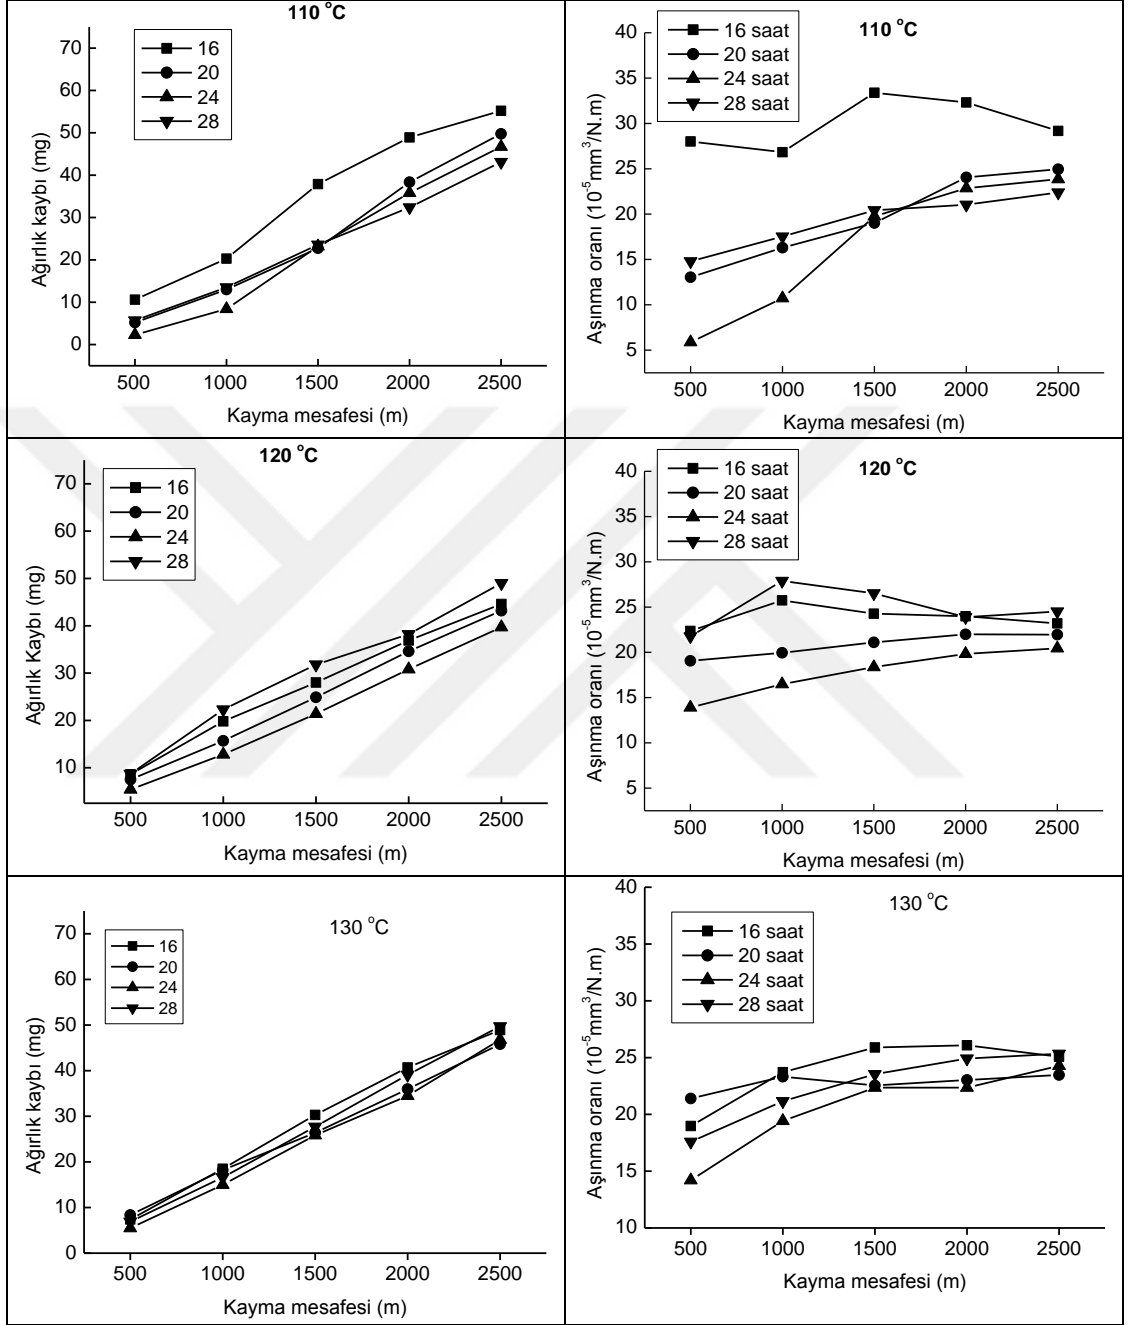 110 °C
70
60
50
40
30
20
10
0
16
20
24
28
Ağırlık kaybı (mg)
500 1000 1500 2000 2500
Kayma mesafesi (m)
110 °C
40
35
30
25
20
15
10
5
16 saat
20 saat
24 saat
28 saat
Aşınma oranı (10⁻⁵mm³/N.m)
500 1000 1500 2000 2500
Kayma mesafesi (m)
120 °C
70
60
50
40
30
20
10
16
20
24
28
Ağırlık Kaybı (mg)
500 1000 1500 2000 2500
Kayma mesafesi (m)
120 °C
40
35
30
25
20
15
10
5
16 saat
20 saat
24 saat
28 saat
Aşınma oranı (10⁻⁵mm³/N.m)
500 1000 1500 2000 2500
Kayma mesafesi (m)
130 °C
70
60
50
40
30
20
10
0
16
20
24
28
Ağırlık kaybı (mg)
500 1000 1500 2000 2500
Kayma mesafesi (m)
130 °C
40
35
30
25
20
15
10
16 saat
20 saat
24 saat
28 saat
Aşınma oranı (10⁻⁵mm³/N.m)
500 1000 1500 2000 2500
Kayma mesafesi (m)